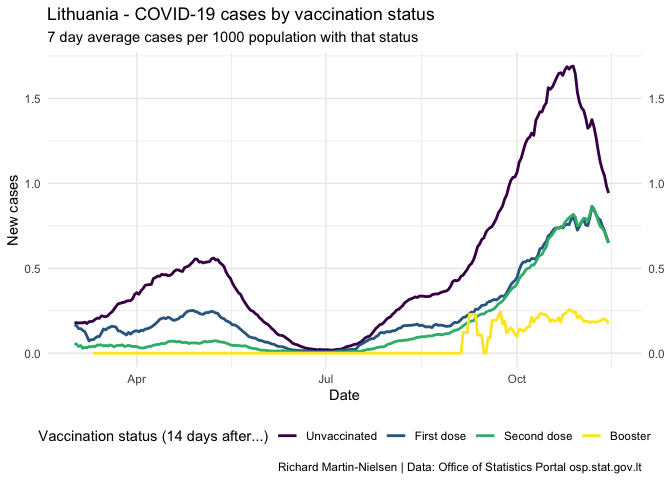 Lithuania - COVID-19 cases by vaccination status
7 day average cases per 1000 population with that status
1.5 1.5
1.0 1.0
0.5 0.5
0.0 0.0
New cases
Apr Jul Oct
Date
Vaccination status (14 days after...) Unvaccinated First dose Second dose Booster
Richard Martin-Nielsen | Data: Office of Statistics Portal osp.stat.gov.lt